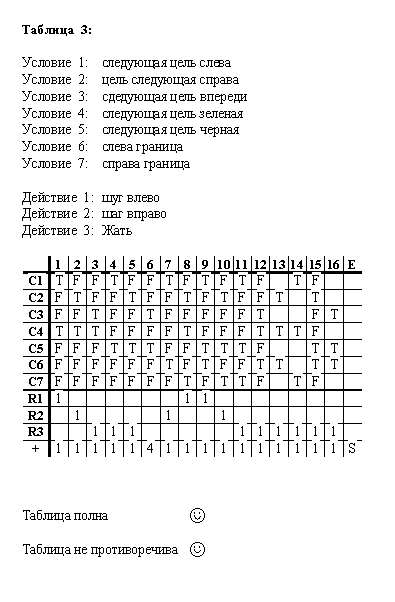 Таблица 3:
Условие 1: следующая цель слева
Условие 2: цель следующая справа
Условие 3: сдедующая цель впереди
Условие 4: следующая цель зеленая
Условие 5: следующая цель черная
Условие 6: слева граница
Условие 7: справа граница
Действие 1: шуг влево
Действие 2: шаг вправо
Действие 3: Жать
1 2 3 4 5 6 7 8 9 10 11 12 13 14 15 16 E
C1 T F F T F F T F T F T F T F
C2 F T F F T F F T F T F F T T
C3 F F T F F T F F F F F T F T
C4 T T T F F F F T F F F T T T F
C5 F F F T T T F F T T T F T T
C6 F F F F F F T F T F F T T T T
C7 F F F F F F F T F T T F T F
R1 1 1 1
R2 1 1 1
R3 1 1 1 1 1 1 1 1 1
+ 1 1 1 1 1 4 1 1 1 1 1 1 1 1 1 1 S
Таблица полна ☺
Таблица не противоречива ☺